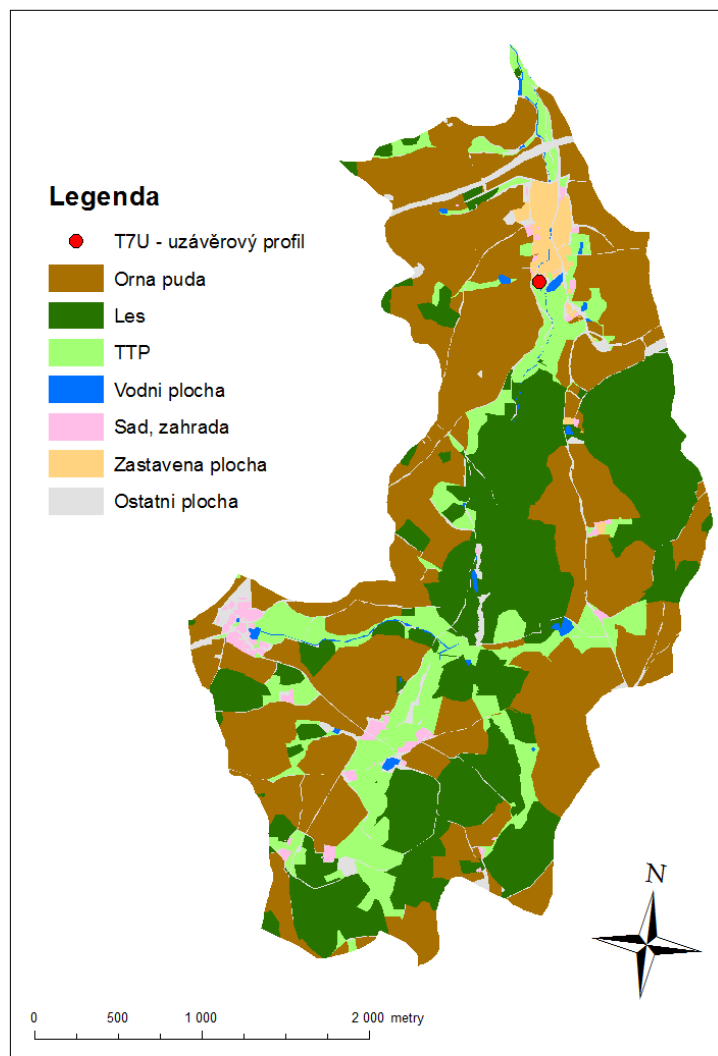 Legenda
T7U - uzávěrový profil
Orna puda
Les
TTP
Vodni plocha
Sad, zahrada
Zastavena plocha
Ostatni plocha
N
0 500 1 000 2 000 metry